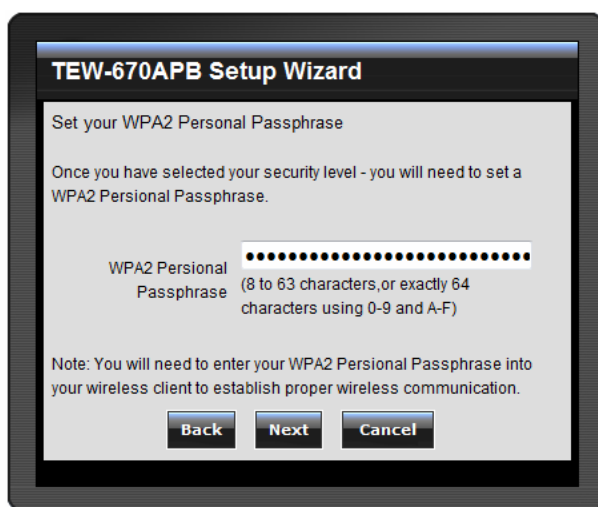 TEW-670APB Setup Wizard
Set your WPA2 Personal Passphrase
Once you have selected your security level - you will need to set a
WPA2 Persional Passphrase.
WPA2 Persional
Passphrase
●●●●●●●●●●●●●●●●●●●●●●●●●●●
(8 to 63 characters,or exactly 64
characters using 0-9 and A-F)
Note: You will need to enter your WPA2 Persional Passphrase into
your wireless client to establish proper wireless communication.
Back Next Cancel